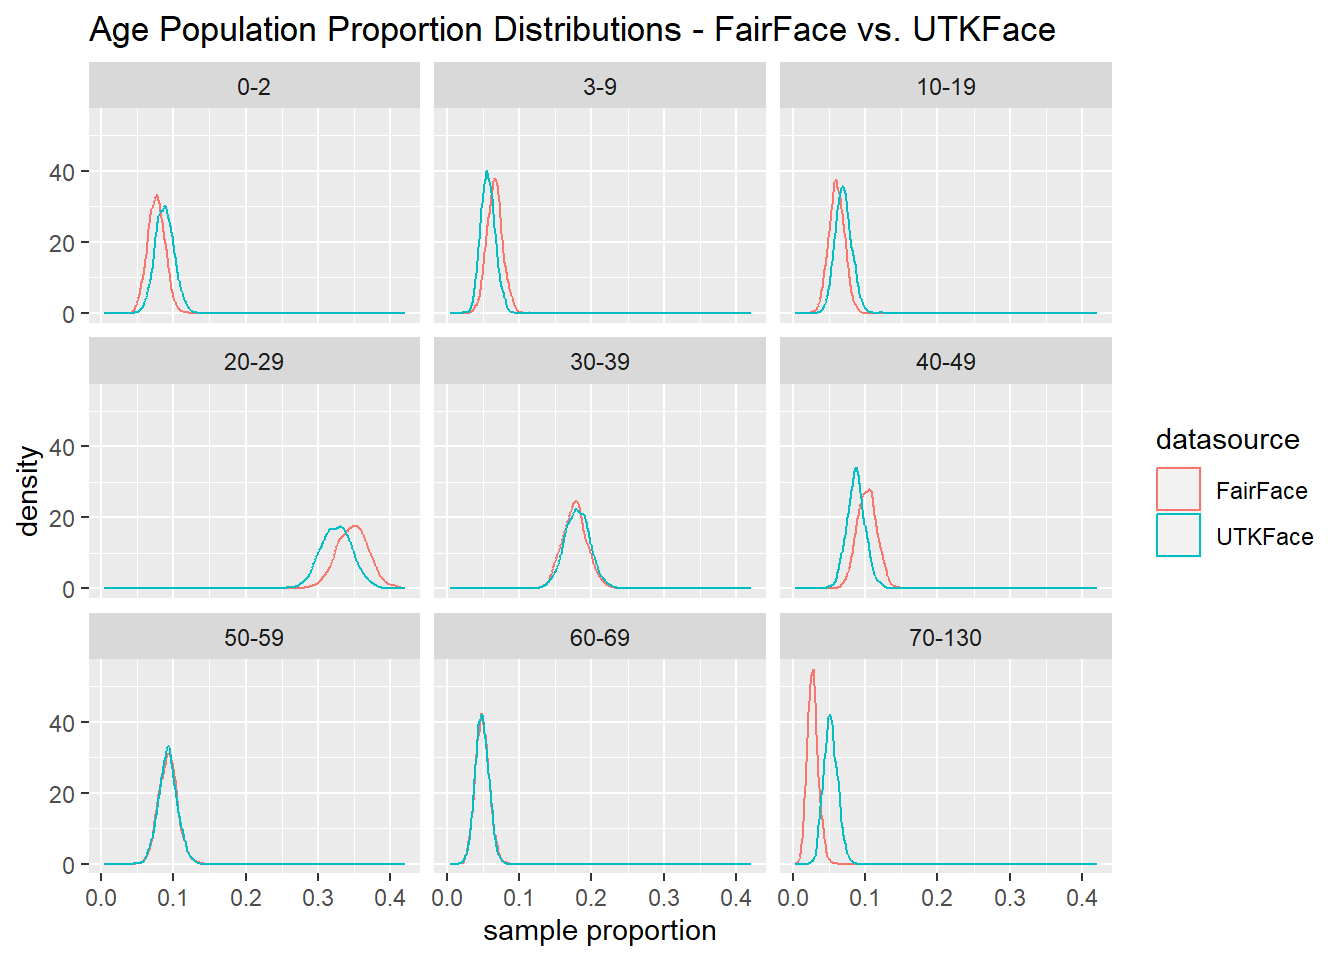 Age Population Proportion Distributions - FairFace vs. UTKFace
0-2
3-9
10-19
40
20
0
20-29
30-39
40-49
40
20
0
50-59
60-69
70-130
40
20
0
0.0 0.1 0.2 0.3 0.4
0.0 0.1 0.2 0.3 0.4
0.0 0.1 0.2 0.3 0.4
sample proportion
density
datasource
FairFace
UTKFace